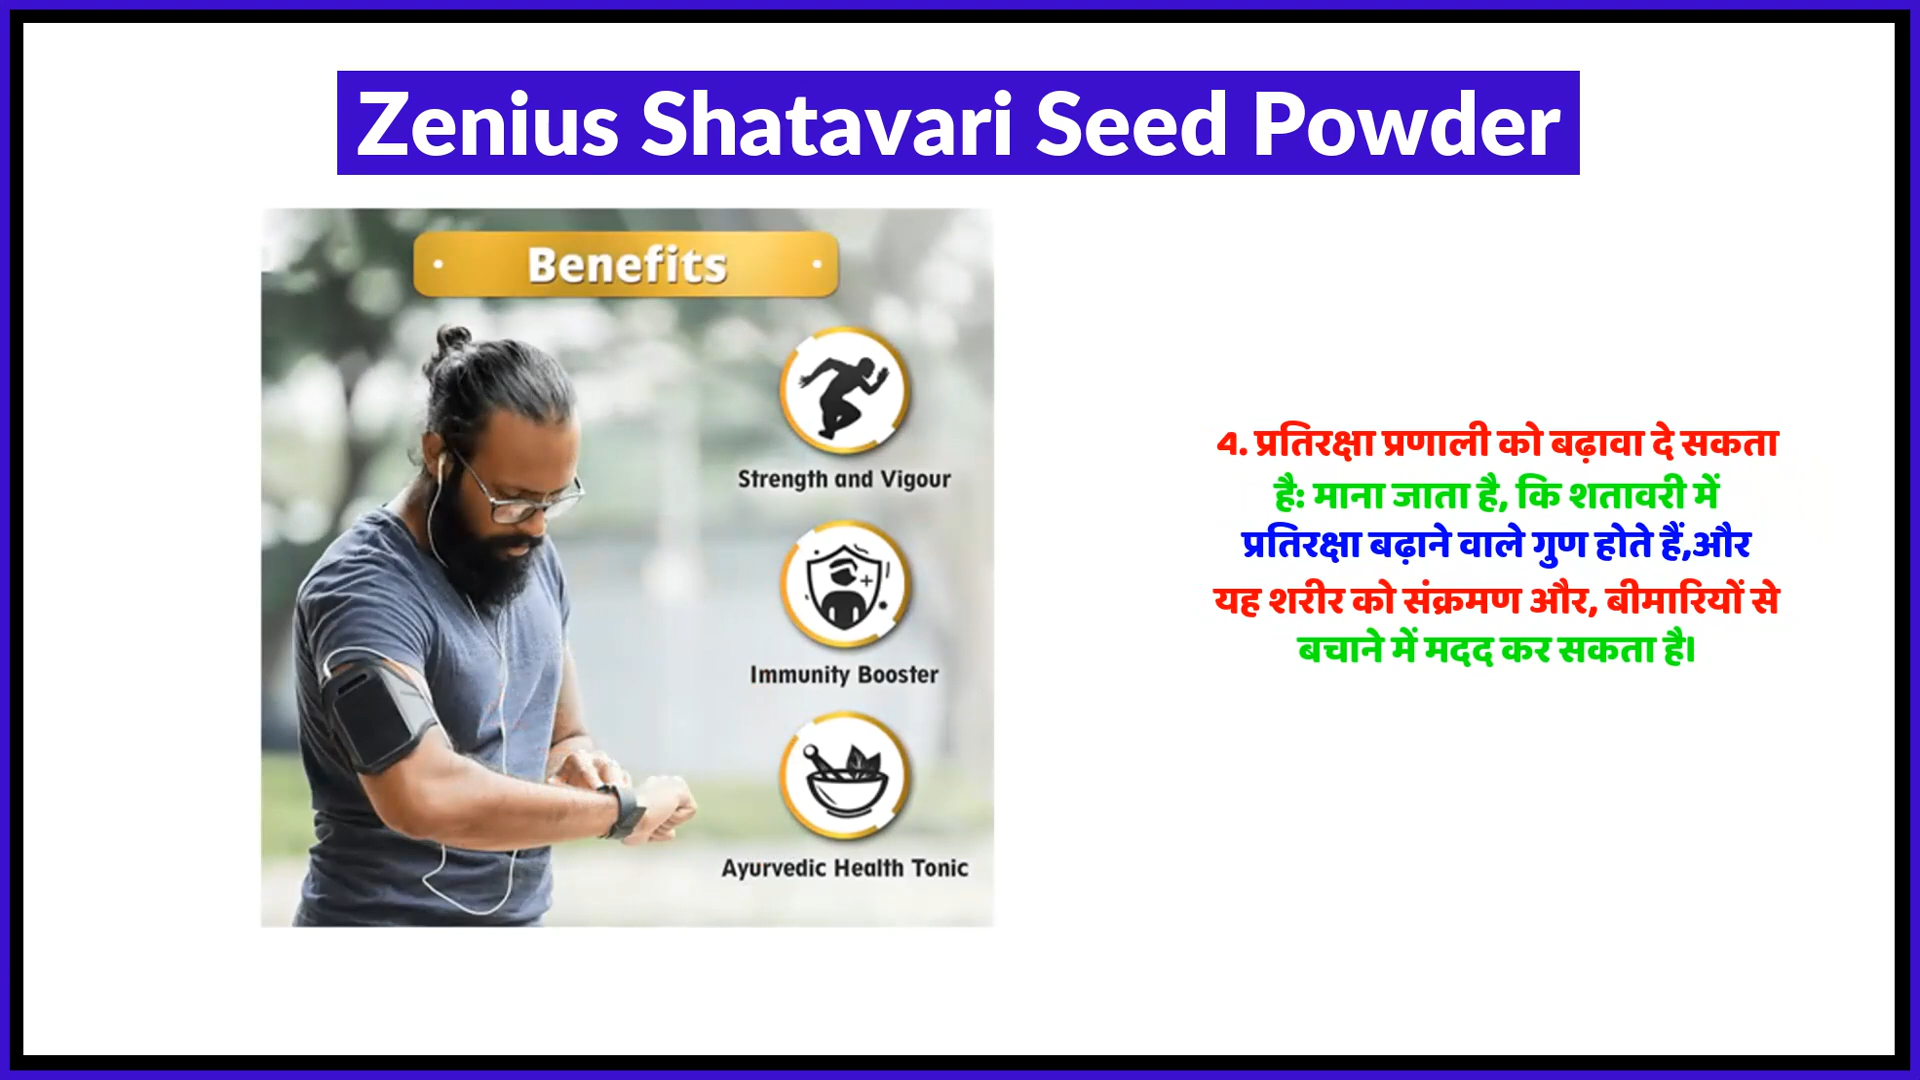 Zenius Shatavari Seed Powder
Benefits
Strength and Vigour
Immunity Booster
Ayurvedic Health Tonic
4. प्रतिरक्षा प्रणाली को बढ़ावा दे सकता
है: माना जाता है, कि शतावरी में
प्रतिरक्षा बढ़ाने वाले गुण होते हैं,और
यह शरीर को संक्रमण और, बीमारियों से
बचाने में मदद कर सकता है।